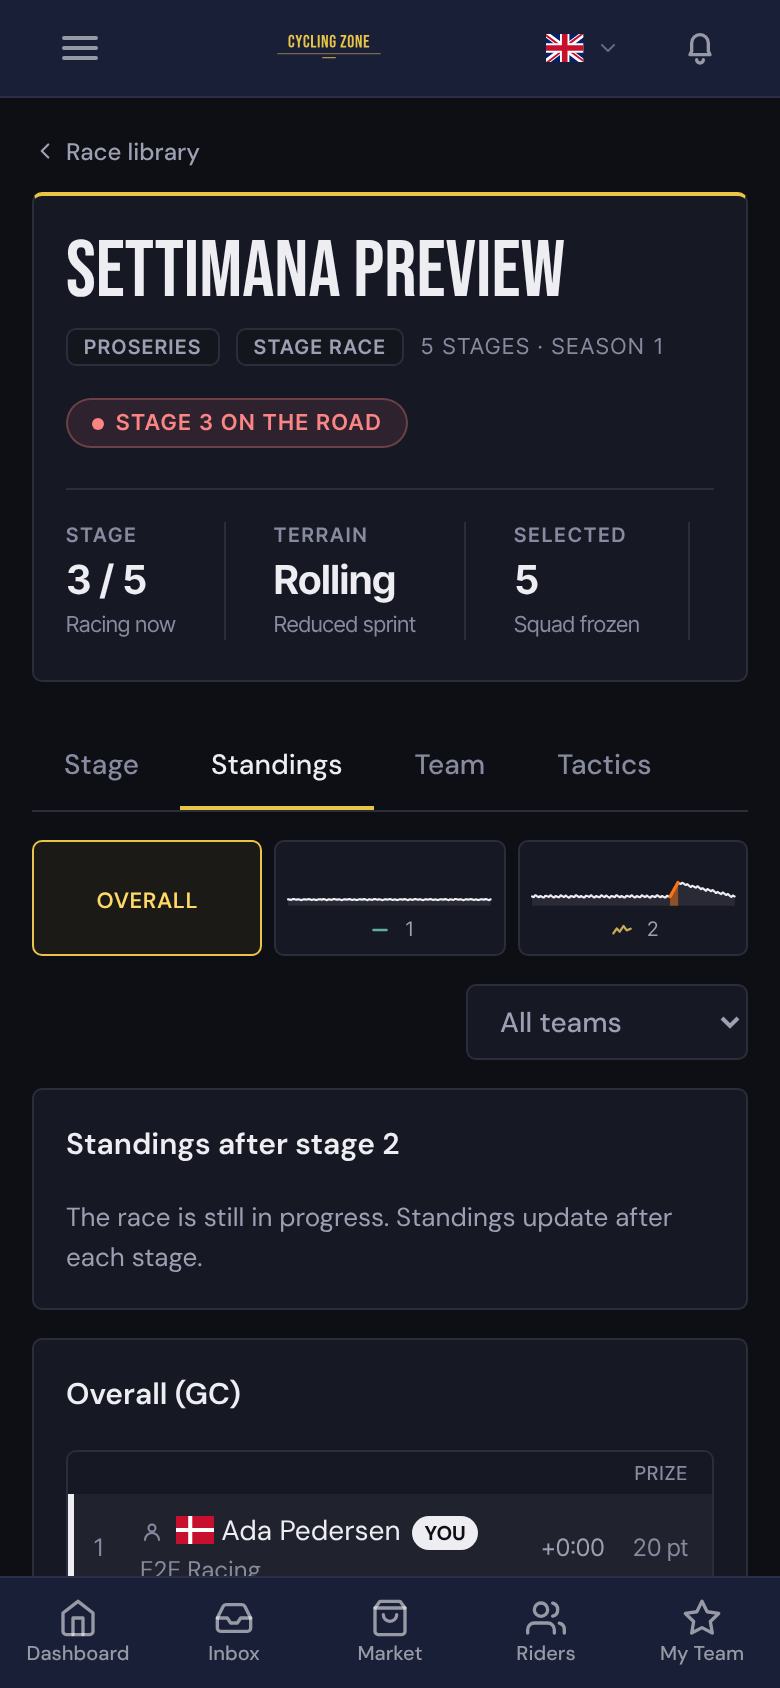 CYCLING ZONE
Race library
SETTIMANA PREVIEW
PROSERIES STAGE RACE 5 STAGES · SEASON 1
STAGE 3 ON THE ROAD
STAGE TERRAIN SELECTED
3 / 5 Rolling 5
Racing now Reduced sprint Squad frozen
Stage Standings Team Tactics
OVERALL 1 2
All teams
Standings after stage 2
The race is still in progress. Standings update after
each stage.
Overall (GC)
PRIZE
1 Ada Pedersen YOU +0:00 20 pt
E2E Racing
Dashboard Inbox Market Riders My Team